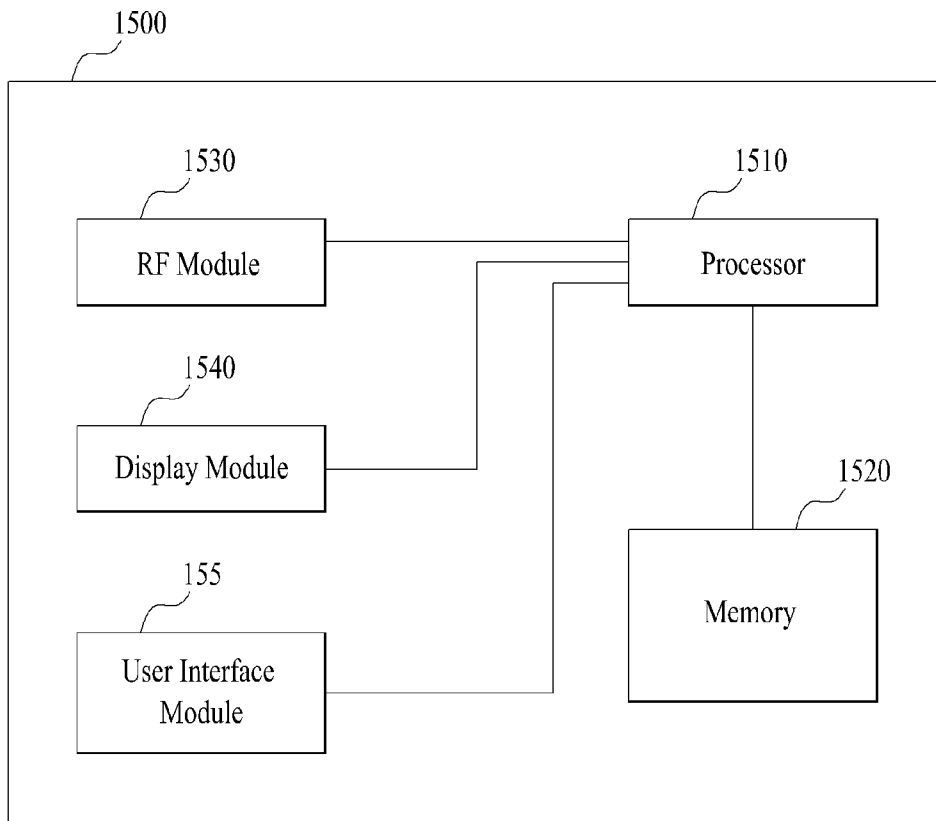 1500
1530
RF Module
1510
Processor
1540
Display Module
1520
Memory
155
User Interface
Module